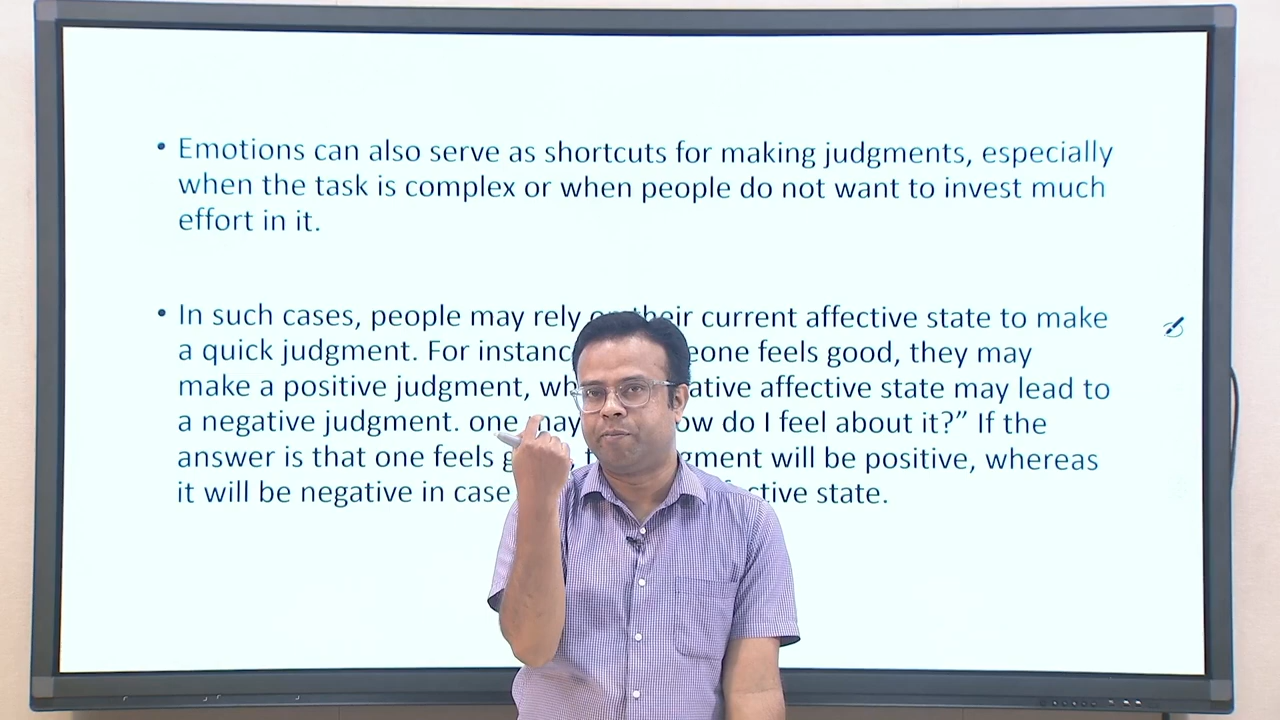 • Emotions can also serve as shortcuts for making judgments, especially
when the task is complex or when people do not want to invest much
effort in it.
• In such cases, people may rely on their current affective state to make
a quick judgment. For instanc eone feels good, they may
make a positive judgment, wh ative affective state may lead to
a negative judgment. one may ow do I feel about it?” If the
answer is that one feels g gment will be positive, whereas
it will be negative in case ctive state.